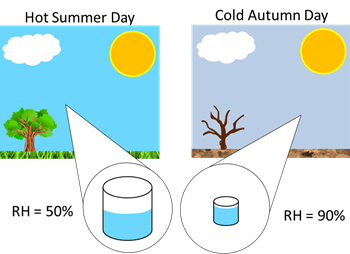 Hot Summer Day
Cold Autumn Day
RH = 50%
RH = 90%